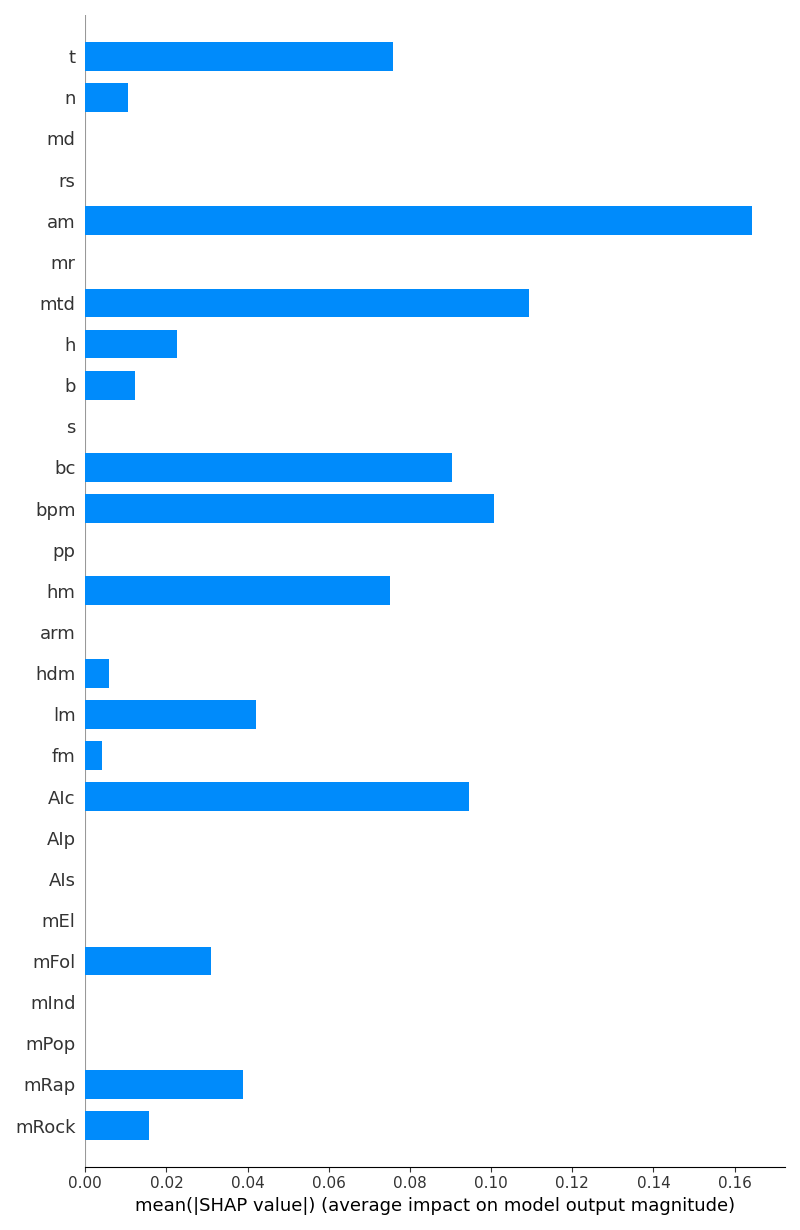 t
n
md
rs
am
mr
mtd
h
b
s
bc
bpm
pp
hm
arm
hdm
lm
fm
AIc
AIp
AIs
mEl
mFol
mInd
mPop
mRap
mRock
0.00 0.02 0.04 0.06 0.08 0.10 0.12 0.14 0.16
mean(|SHAP value|) (average impact on model output magnitude)